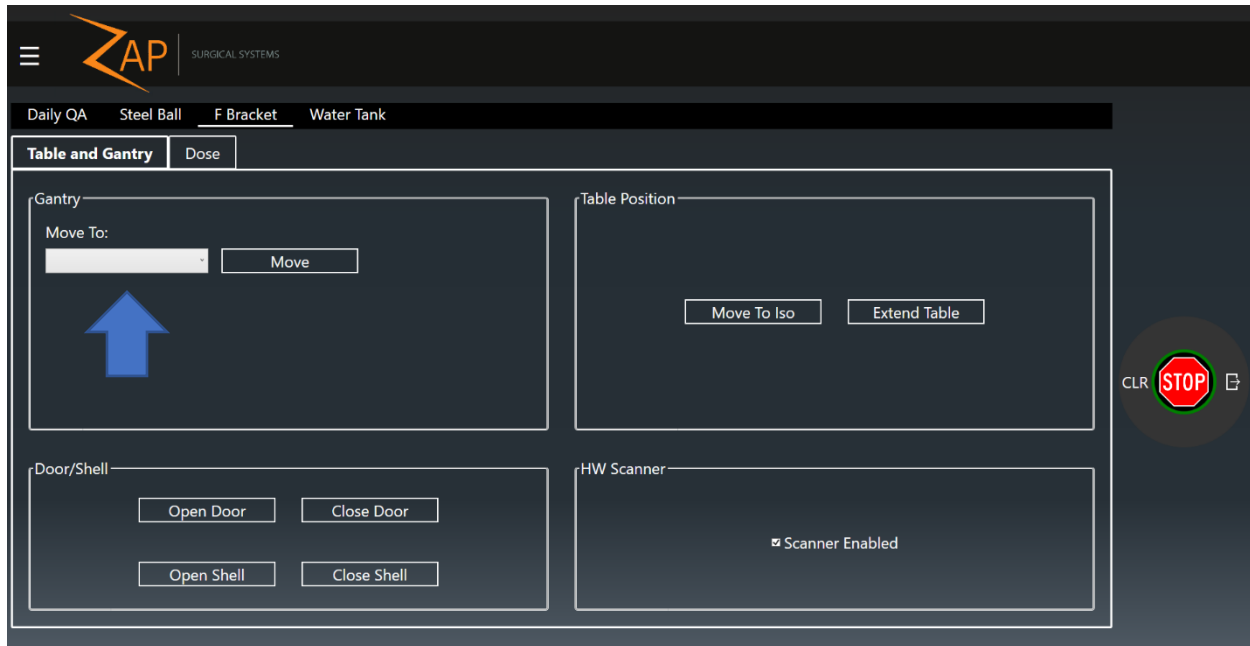 ZAP SURGICAL SYSTEMS
Daily QA Steel Ball F Bracket Water Tank
Table and Gantry Dose
Gantry
Move To:
Move
Table Position
Move To Iso Extend Table
CLR STOP
Door/Shell
Open Door Close Door
Open Shell Close Shell
HW Scanner
Scanner Enabled